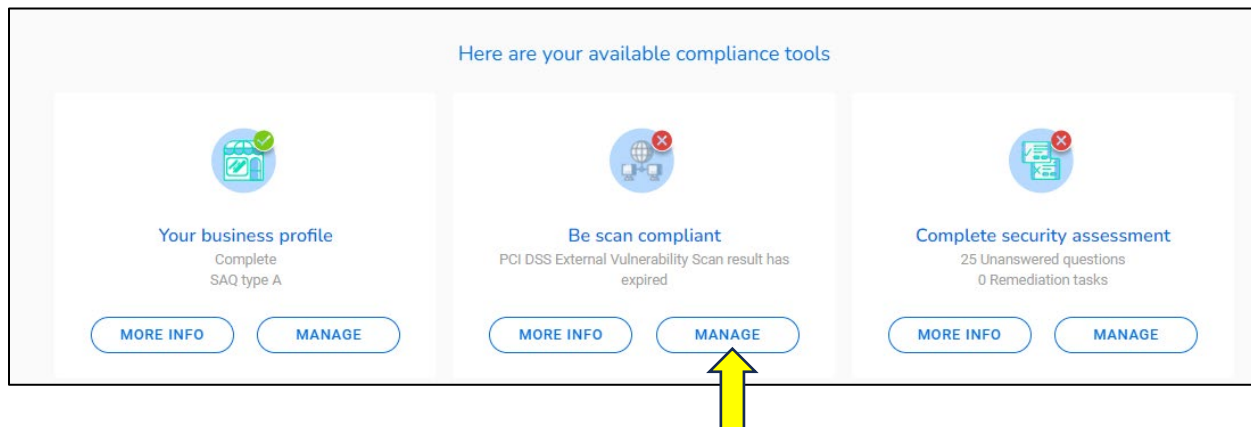 Here are your available compliance tools
Your business profile
Complete
SAQ type A
MORE INFO
MANAGE
Be scan compliant
PCI DSS External Vulnerability Scan result has
expired
MORE INFO
MANAGE
Complete security assessment
25 Unanswered questions
0 Remediation tasks
MORE INFO
MANAGE